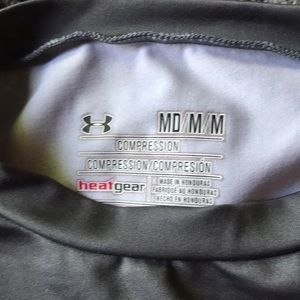 MD/M/M
COMPRESSION
COMPRESSION/COMPRESIÓN
heatgear
MADE IN HONDURAS
FABRIQUÉ AU HONDURAS
HECHO EN HONDURAS